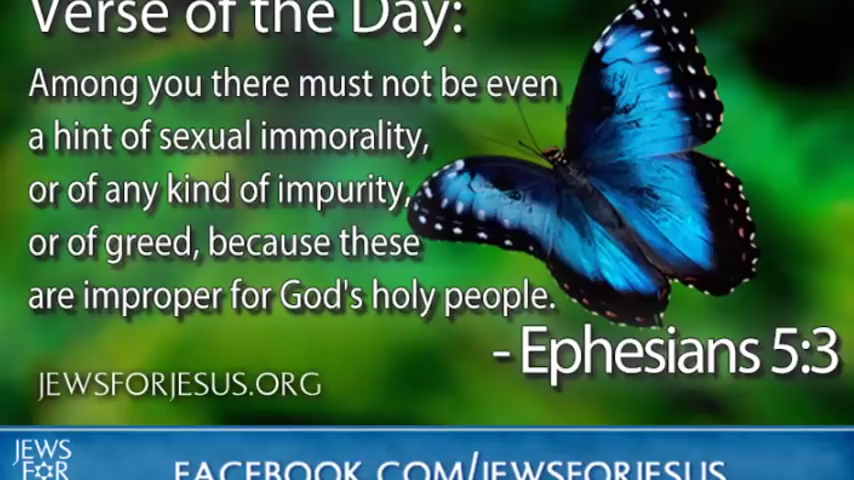 Verse of the Day:
Among you there must not be even
a hint of sexual immorality,
or of any kind of impurity,
or of greed, because these
are improper for God's holy people.
- Ephesians 5:3
JEWSFORJESUS.ORG
JEWS
FOR
FACEBOOK.COM/JEWSFORJESUS